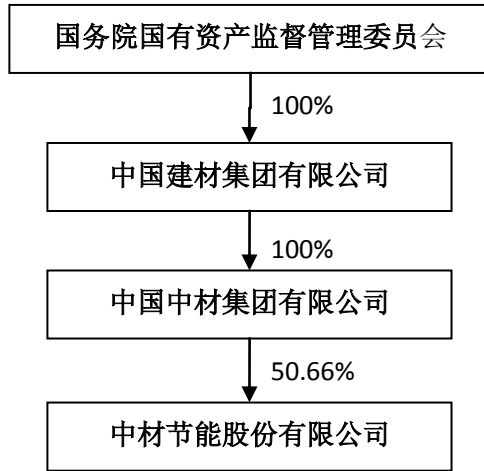 国务院国有资产监督管理委员会
100%
中国建材集团有限公司
100%
中国中材集团有限公司
50.66%
中材节能股份有限公司